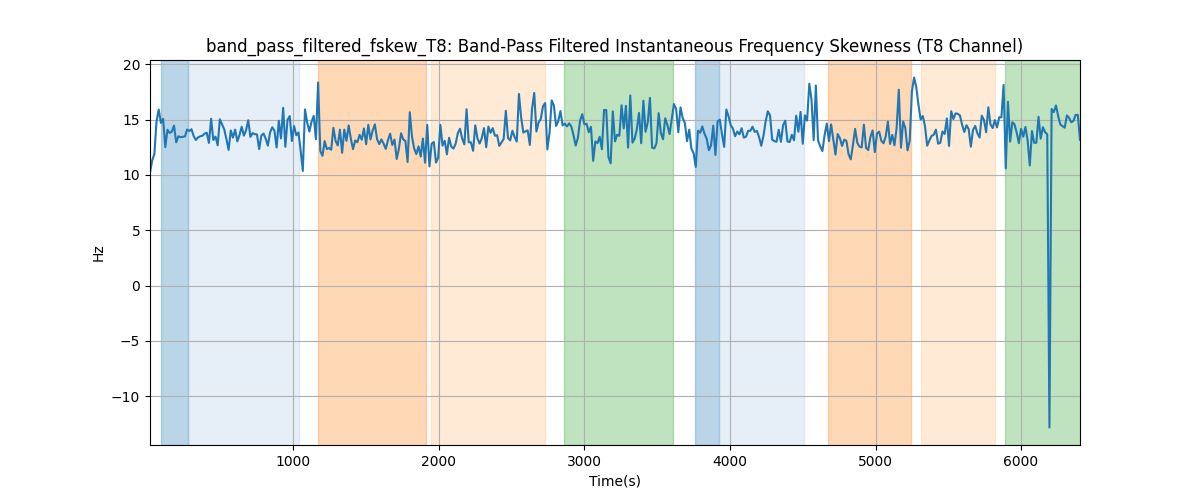 band_pass_filtered_fskew_T8: Band-Pass Filtered Instantaneous Frequency Skewness (T8 Channel)
20
15
10
5
0
−5
−10
Hz
1000 2000 3000 4000 5000 6000
Time(s)